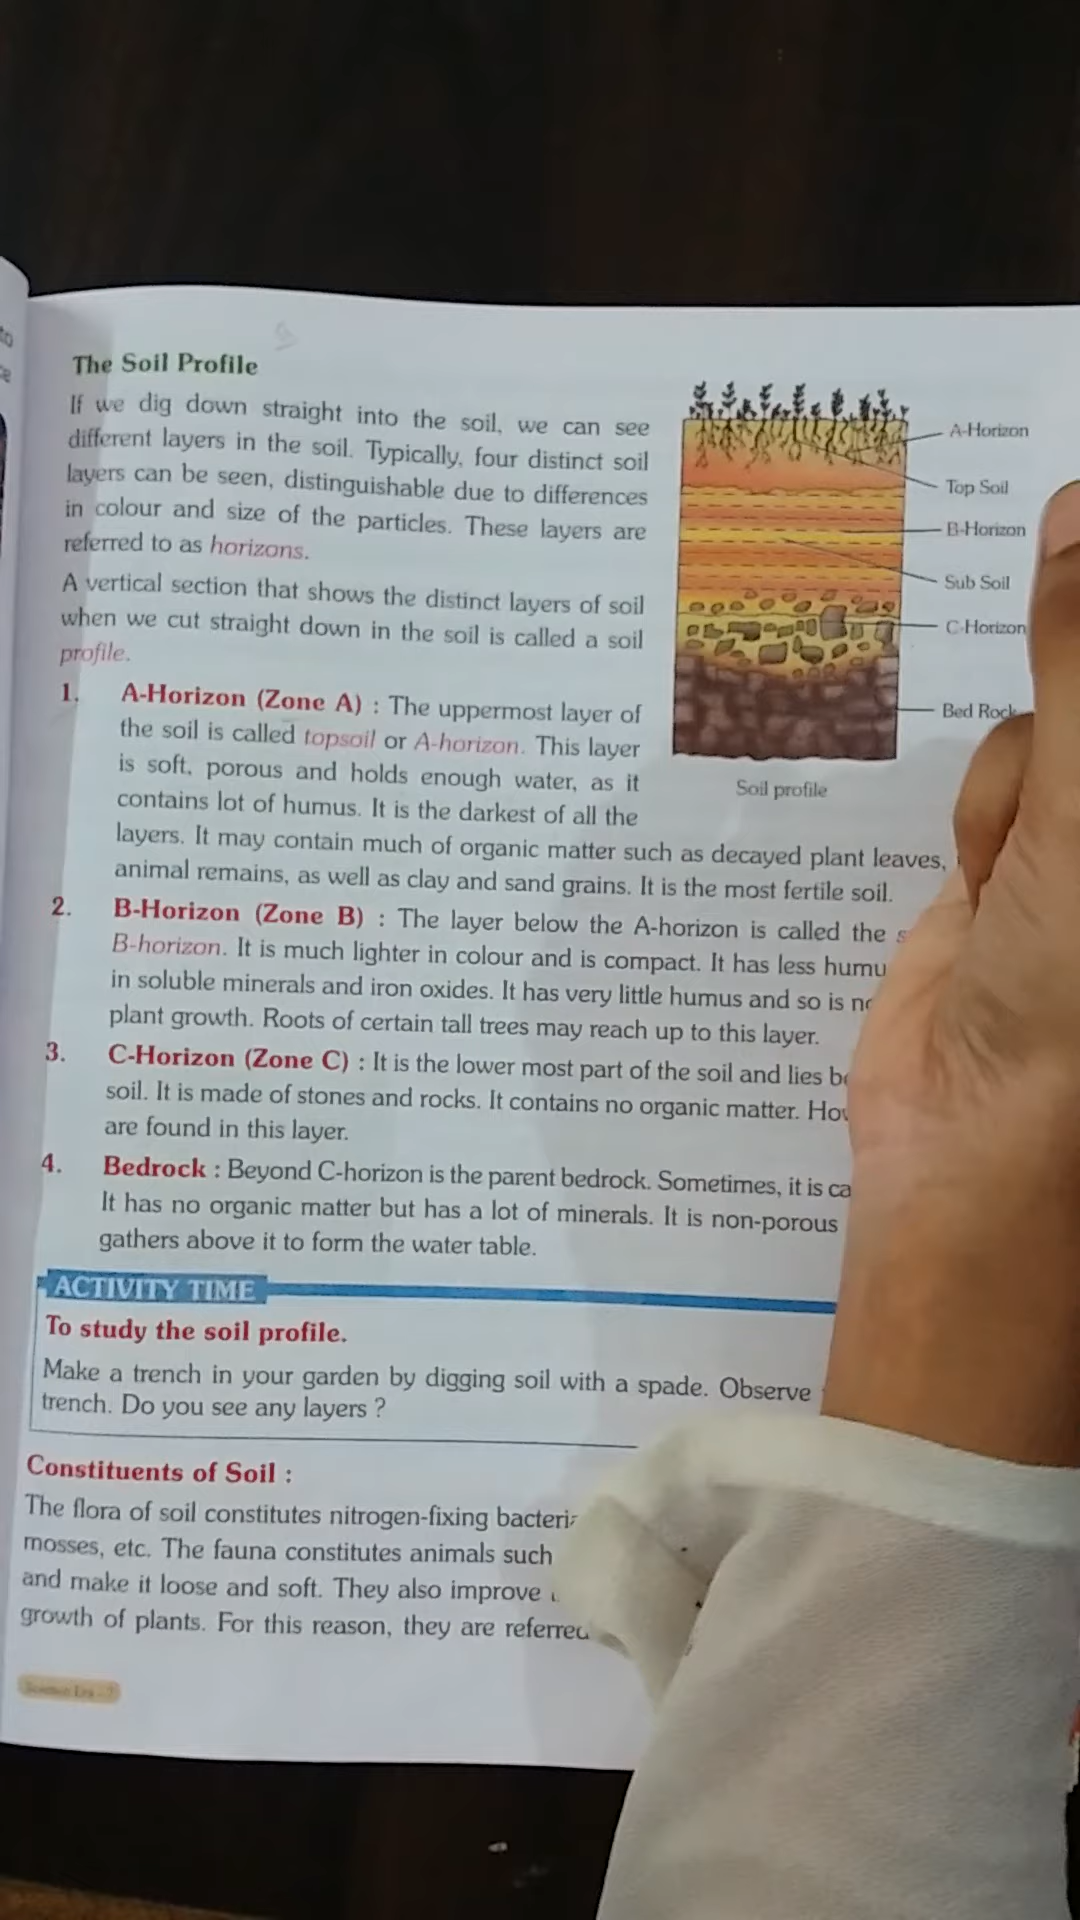 The Soil Profile
If we dig down straight into the soil, we can see
different layers in the soil. Typically, four distinct soil
layers can be seen, distinguishable due to differences
in colour and size of the particles. These layers are
referred to as horizons.
A vertical section that shows the distinct layers of soil
when we cut straight down in the soil is called a soil
profile.
A-Horizon
Top Soil
B-Horizon
Sub Soil
C-Horizon
Bed Rock
Soil profile
1. A-Horizon (Zone A) : The uppermost layer of
the soil is called topsoil or A-horizon. This layer
is soft, porous and holds enough water, as it
contains lot of humus. It is the darkest of all the
layers. It may contain much of organic matter such as decayed plant leaves,
animal remains, as well as clay and sand grains. It is the most fertile soil.
2. B-Horizon (Zone B) : The layer below the A-horizon is called the
B-horizon. It is much lighter in colour and is compact. It has less
in soluble minerals and iron oxides. It has very little humus and so is
plant growth. Roots of certain tall trees may reach up to this layer.
3. C-Horizon (Zone C) : It is the lower most part of the soil and lies
soil. It is made of stones and rocks. It contains no organic matter.
are found in this layer.
4. Bedrock : Beyond C-horizon is the parent bedrock. Sometimes, it is
It has no organic matter but has a lot of minerals. It is non-porous
gathers above it to form the water table.
ACTIVITY TIME
To study the soil profile.
Make a trench in your garden by digging soil with a spade. Observe
trench. Do you see any layers ?
Constituents of Soil :
The flora of soil constitutes nitrogen-fixing
mosses, etc. The fauna constitutes animals such
and make it loose and soft. They also improve
growth of plants. For this reason, they are